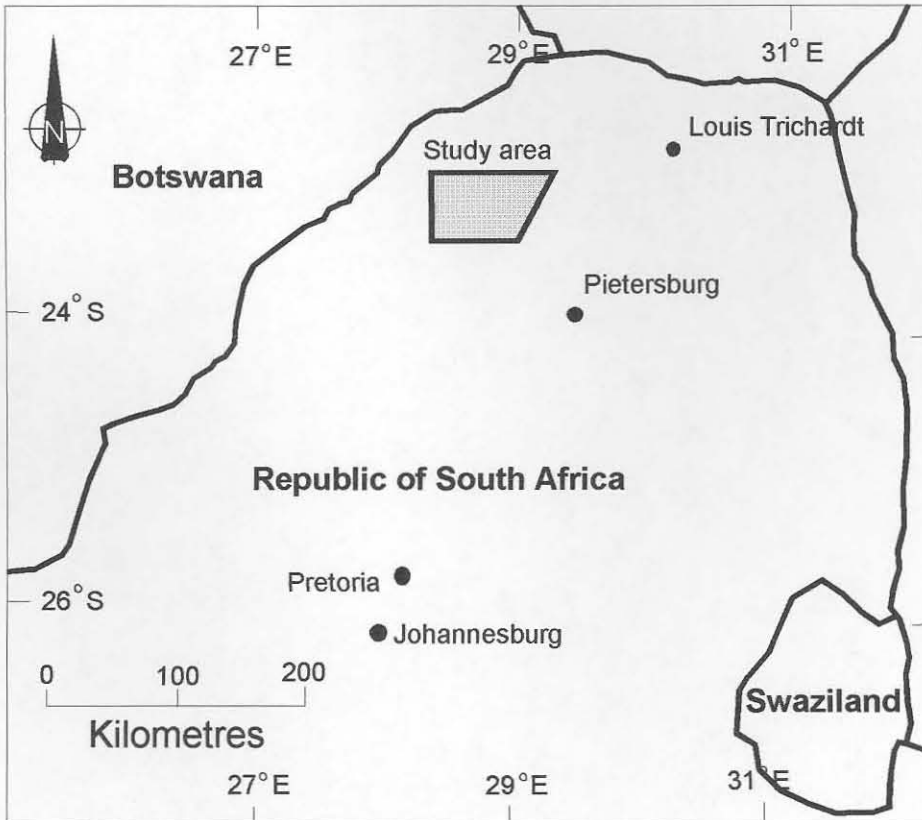 27°E
29°E
31°E
N
Louis Trichardt
Study area
Botswana
Pietersburg
24°S
Republic of South Africa
Pretoria
26°S
Johannesburg
0 100 200
Swaziland
Kilometres
27°E
29°E
31°E